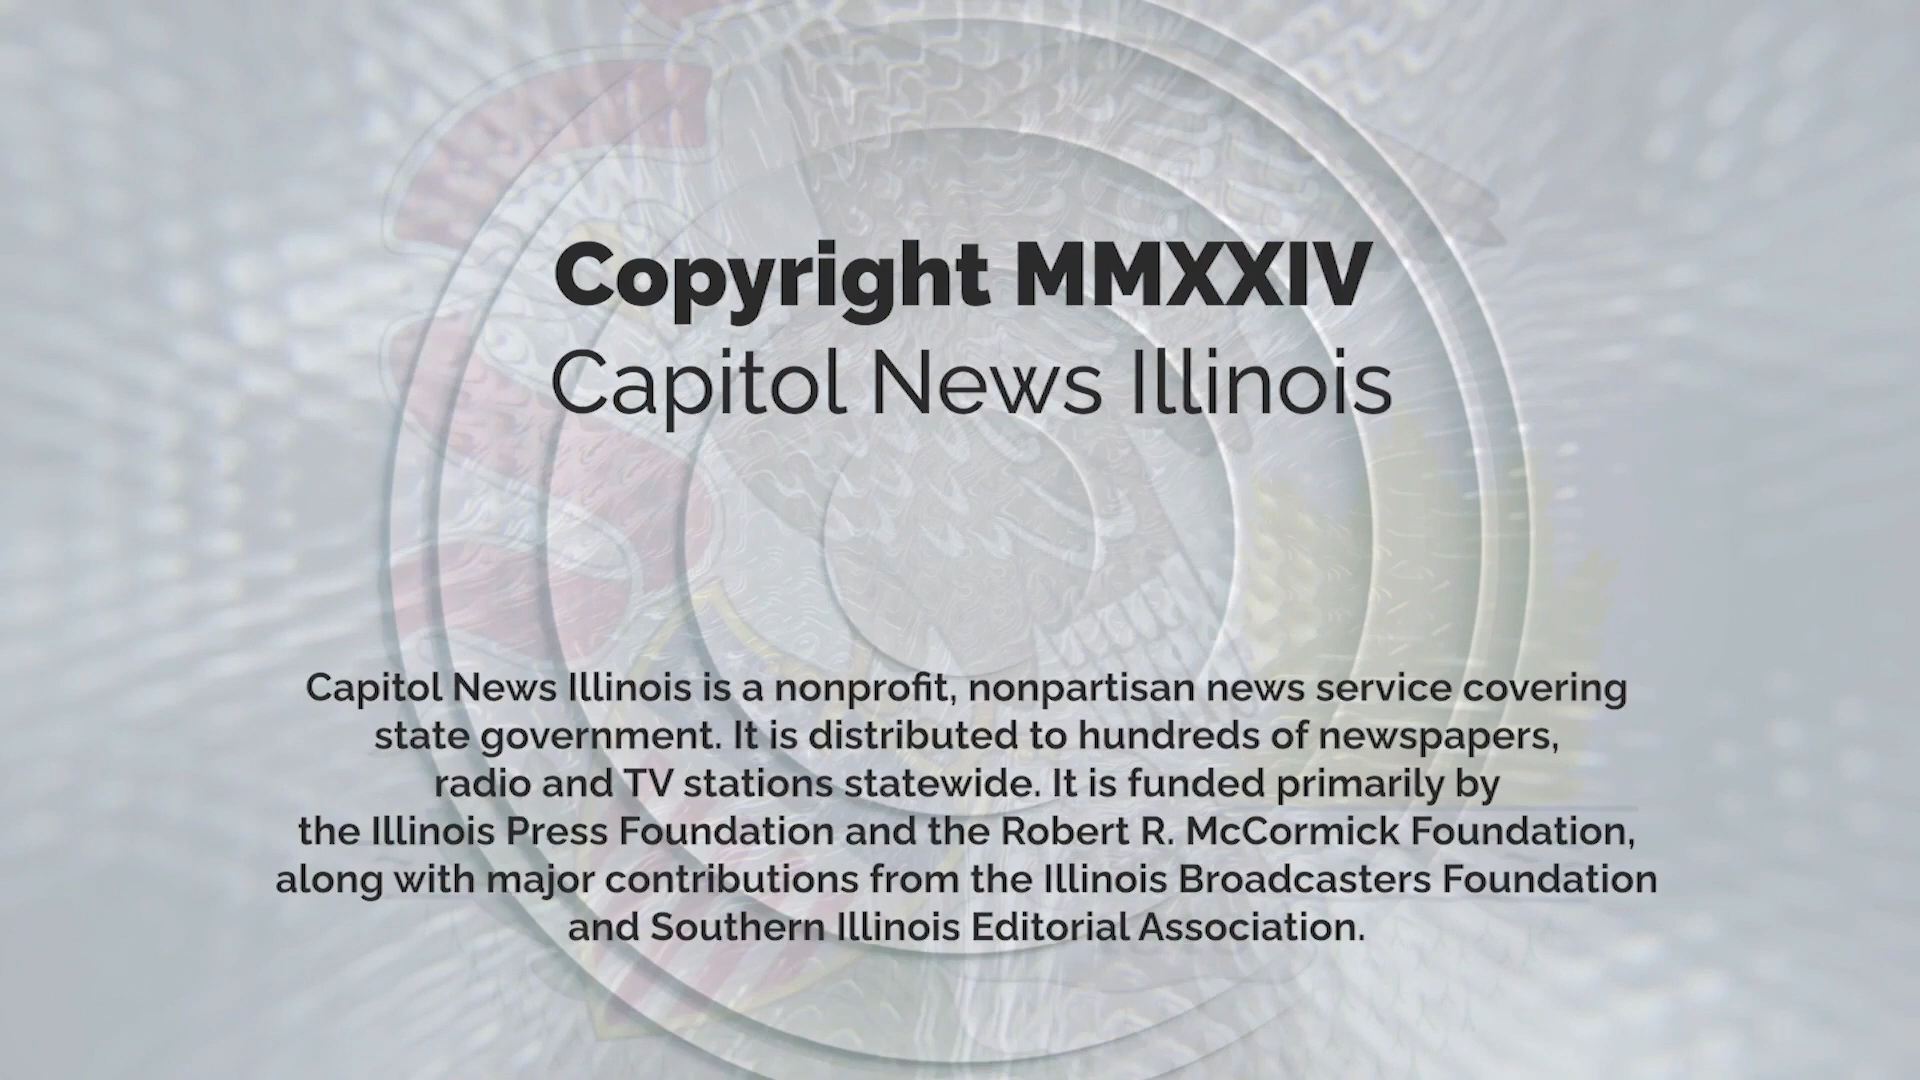 Copyright MMXXIV
Capitol News Illinois
Capitol News Illinois is a nonprofit, nonpartisan news service covering
state government. It is distributed to hundreds of newspapers,
radio and TV stations statewide. It is funded primarily by
the Illinois Press Foundation and the Robert R. McCormick Foundation,
along with major contributions from the Illinois Broadcasters Foundation
and Southern Illinois Editorial Association.